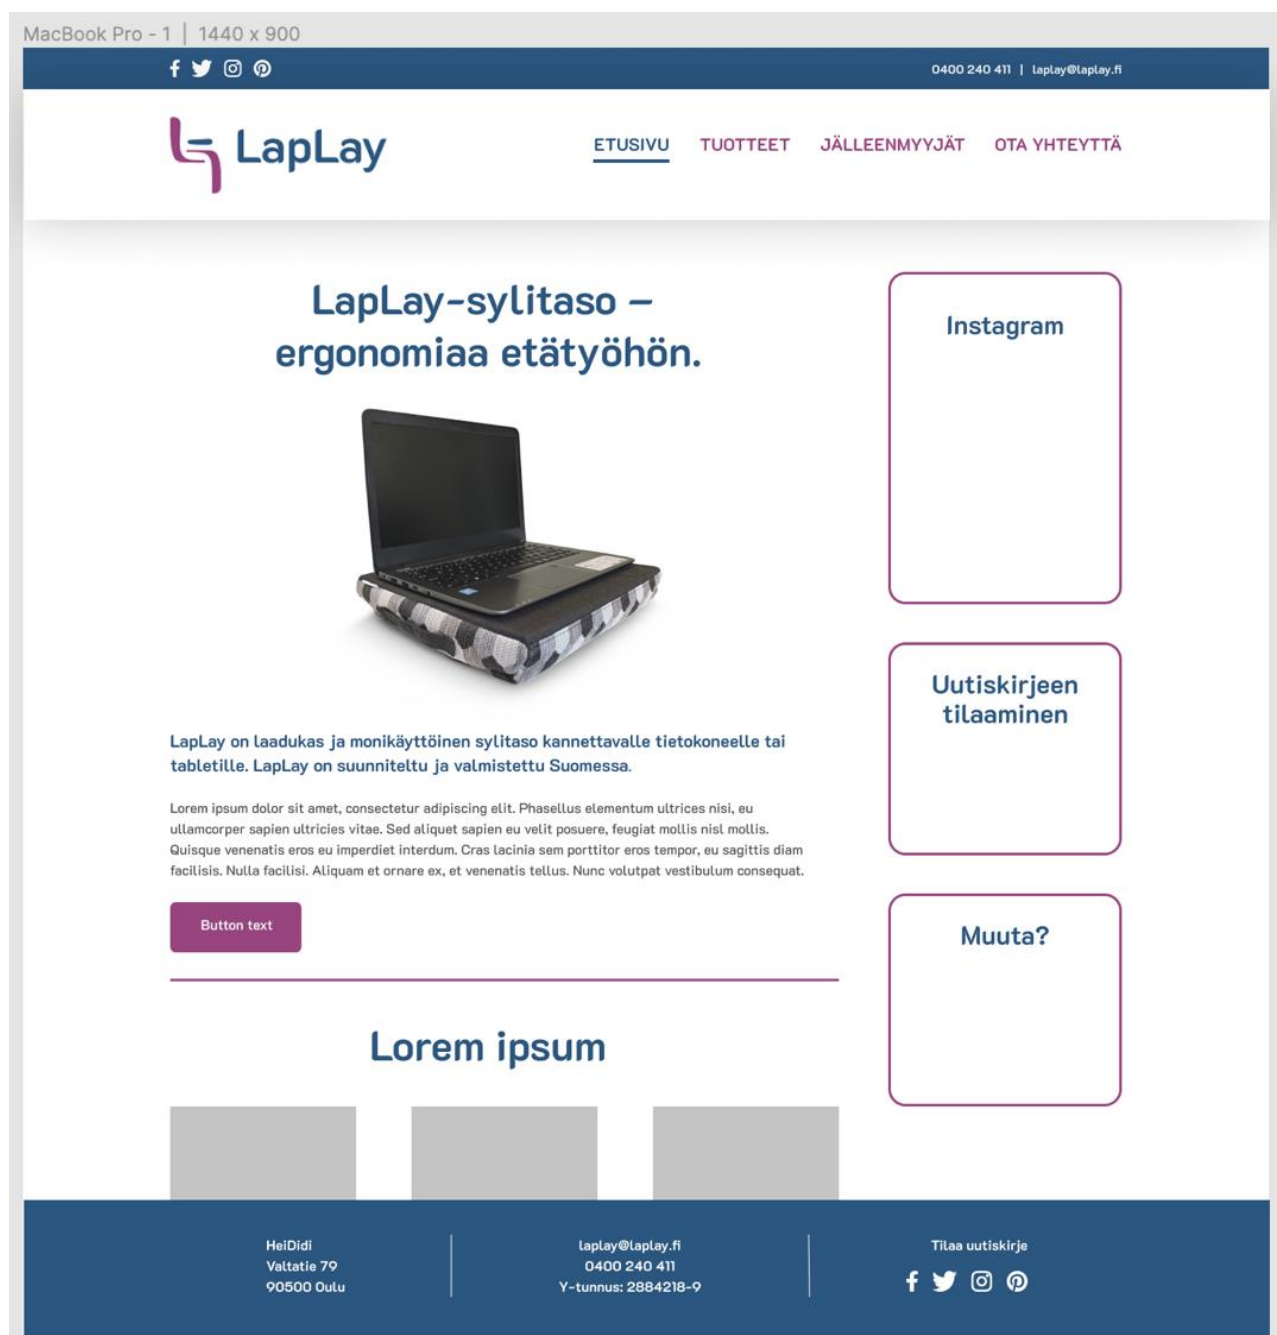 MacBook Pro - 1 | 1440 x 900
0400 240 411 | laplay@laplay.fi
LapLay
ETUSIVU TUOTTEET JÄLLEENMYYJÄT OTA YHTEYTTÄ
LapLay-sylitaso –
ergonomiaa etätyöhön.
LapLay on laadukas ja monikäyttöinen sylitaso kannettavalle tietokoneelle tai
tabletille. LapLay on suunniteltu ja valmistettu Suomessa.
Lorem ipsum dolor sit amet, consectetur adipiscing elit. Phasellus elementum ultrices nisi, eu
ullamcorper sapien ultricies vitae. Sed aliquet sapien eu velit posuere, feugiat mollis nisl mollis.
Quisque venenatis eros eu imperdiet interdum. Cras lacinia sem porttitor eros tempor, eu sagittis diam
facilisis. Nulla facilisi. Aliquam et ornare ex, et venenatis tellus. Nunc volutpat vestibulum consequat.
Button text
Lorem ipsum
Instagram
Uutiskirjeen
tilaaminen
Muuta?
HeiDidi
Valtatie 79
90500 Oulu
laplay@laplay.fi
0400 240 411
Y-tunnus: 2884218-9
Tilaa uutiskirje